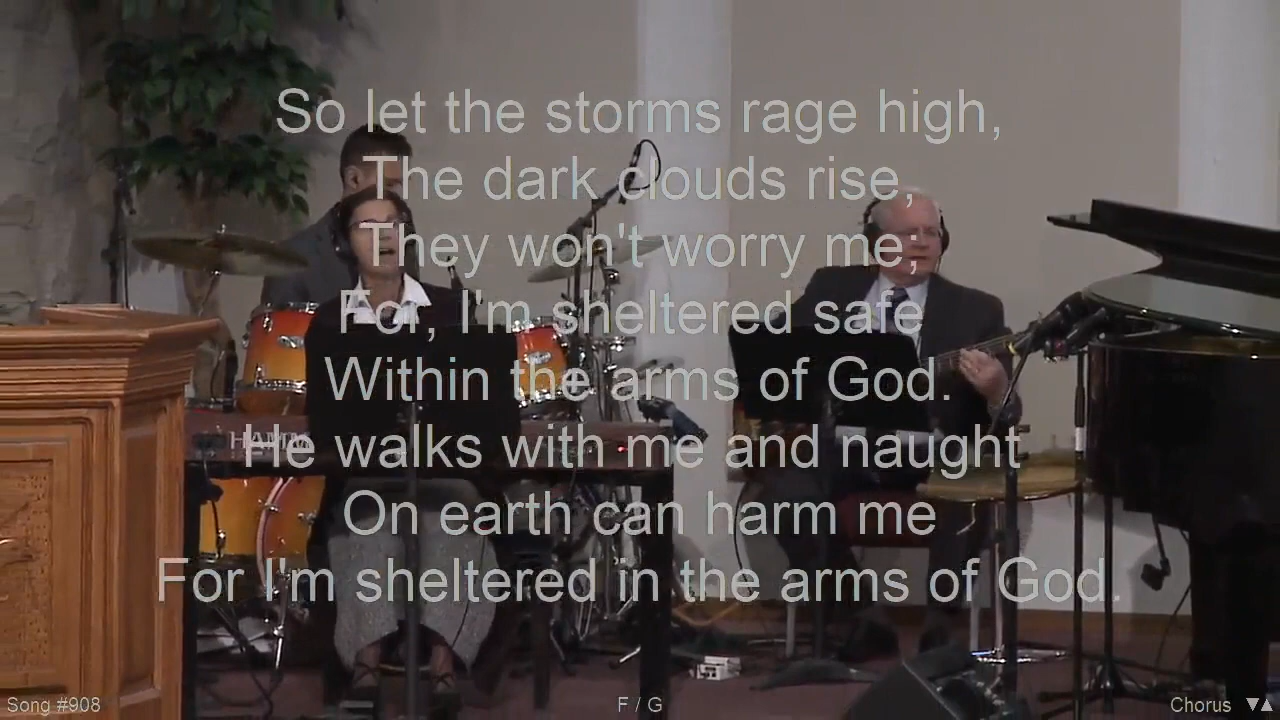 So let the storms rage high,
The dark clouds rise,
They won't worry me;
For, I'm sheltered safe
Within the arms of God.
He walks with me and naught
On earth can harm me
For I'm sheltered in the arms of God.
Song #908
F / G
Chorus